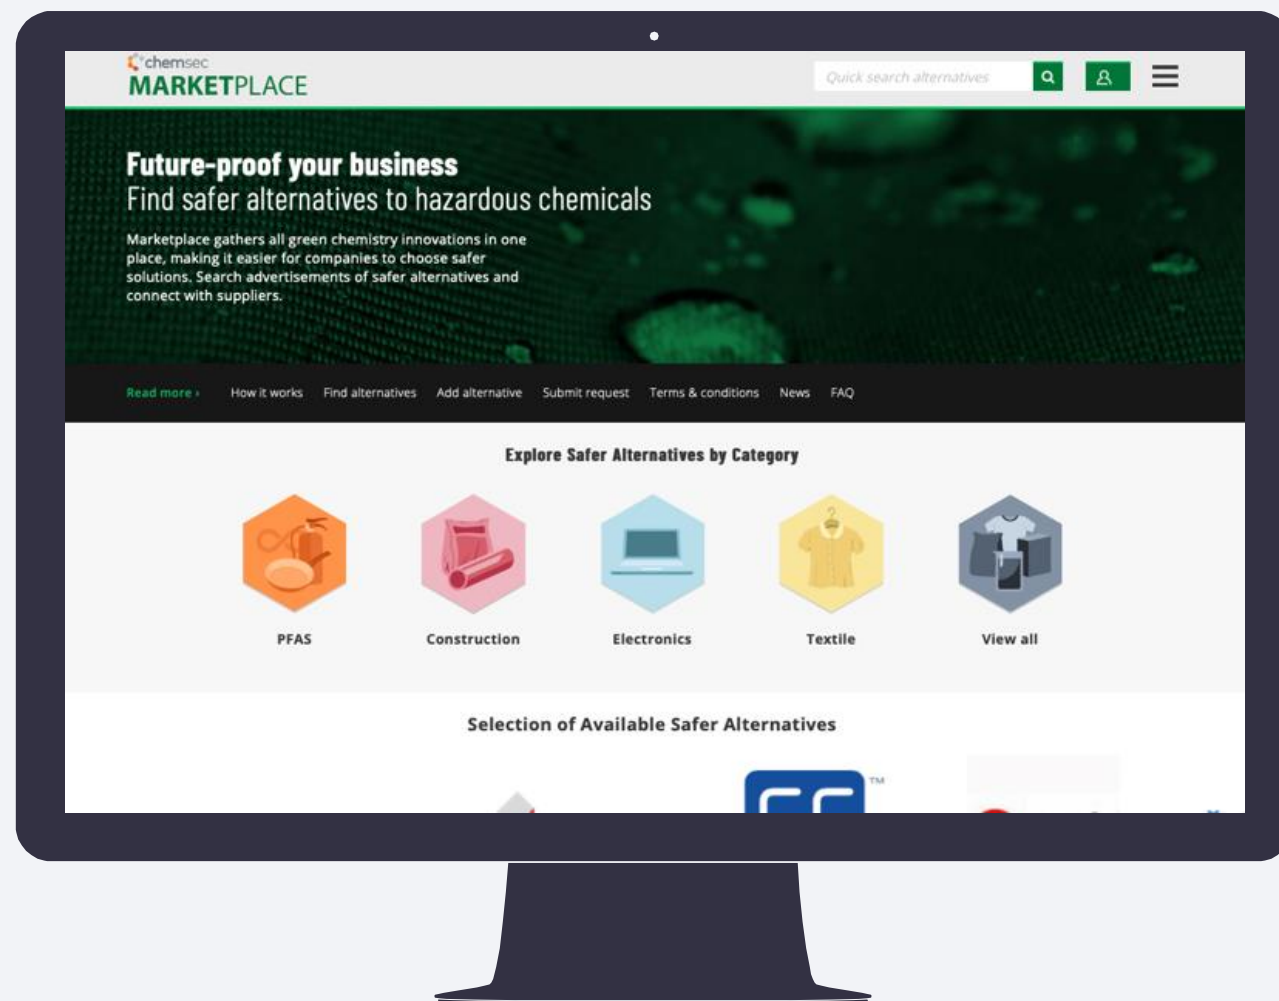 chemsec
MARKETPLACE
Quick search alternatives
Future-proof your business
Find safer alternatives to hazardous chemicals
Marketplace gathers all green chemistry innovations in one
place, making it easier for companies to choose safer
solutions. Search advertisements of safer alternatives and
connect with suppliers.
Read more › How it works Find alternatives Add alternative Submit request Terms & conditions News FAQ
Explore Safer Alternatives by Category
PFAS Construction Electronics Textile View all
Selection of Available Safer Alternatives
TM